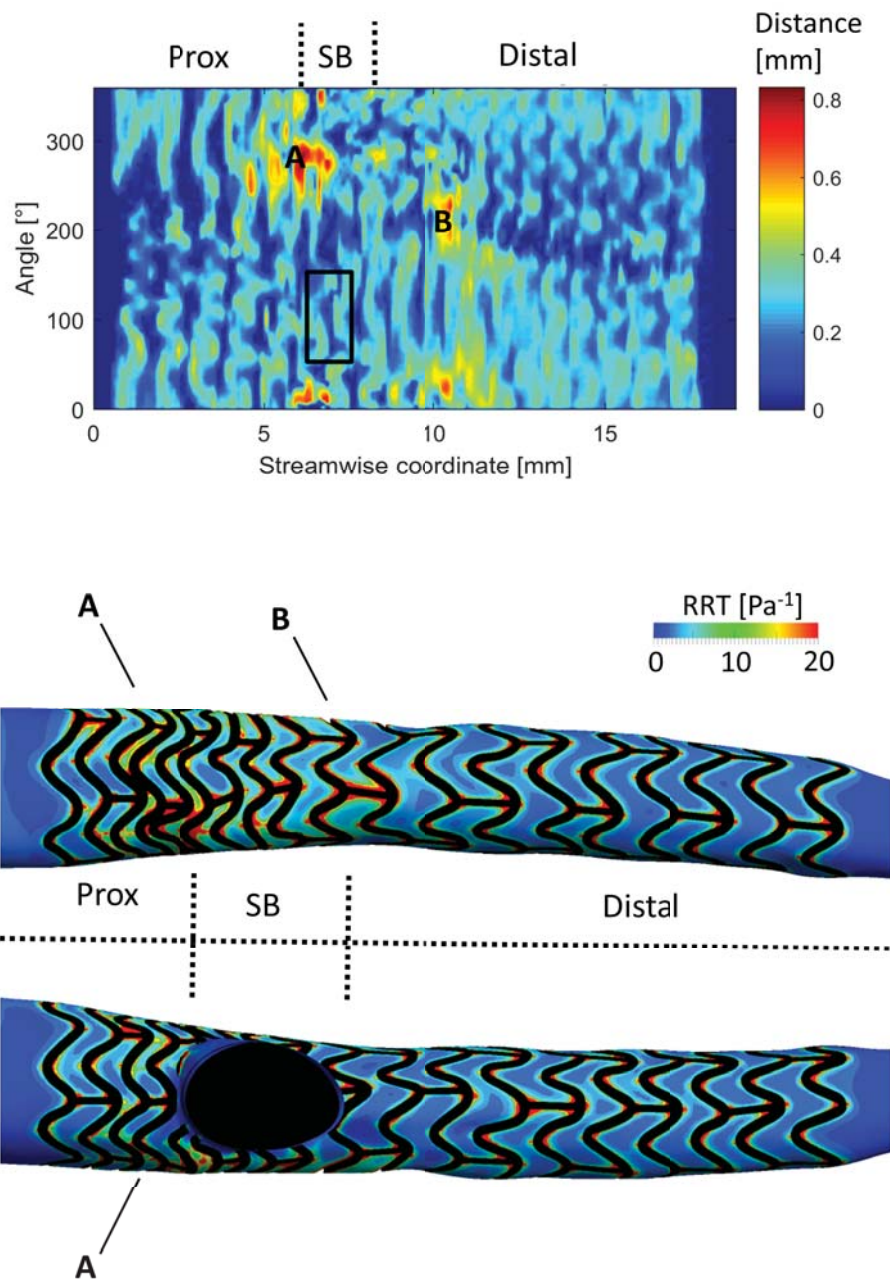 Distance
[mm]
Prox
SB
Distal
0.8
0.6
0.4
0.2
0
300
200
100
0
Angle [°]
A
B
0
5
10
15
Streamwise coordinate [mm]
A
B
RRT [Pa⁻¹]
0
10
20
Prox
SB
Distal
A